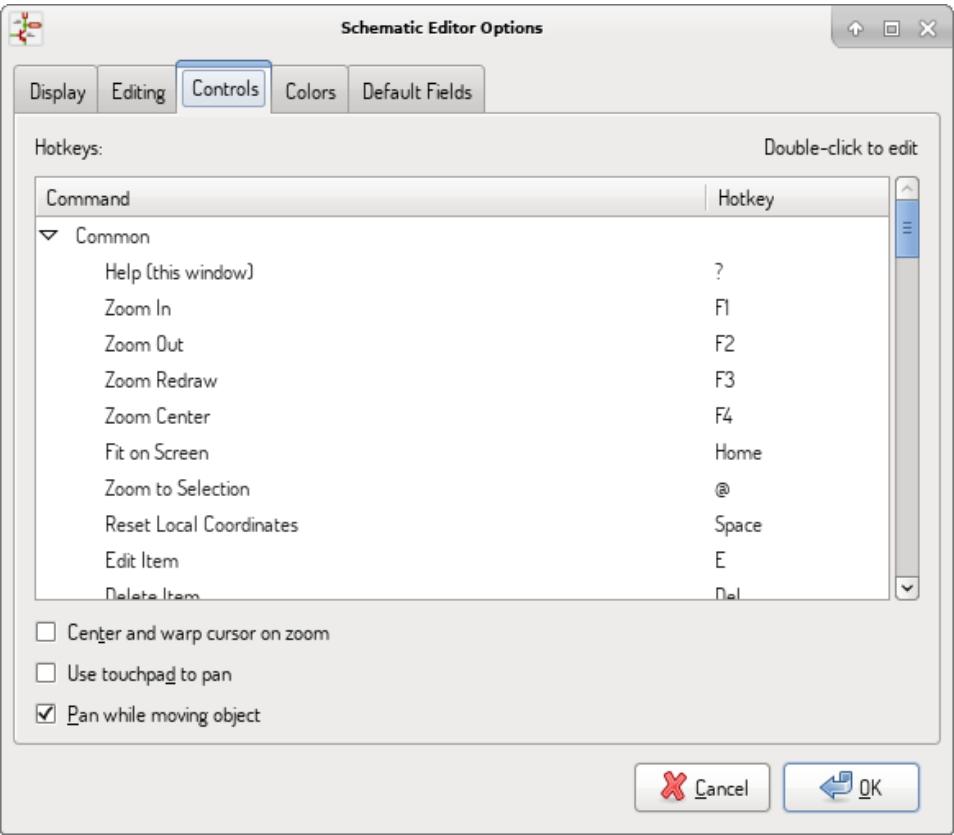 Schematic Editor Options
Display Editing Controls Colors Default Fields
Hotkeys: Double-click to edit
Command Hotkey
Common
Help (this window) ?
Zoom In F1
Zoom Out F2
Zoom Redraw F3
Zoom Center F4
Fit on Screen Home
Zoom to Selection @
Reset Local Coordinates Space
Edit Item E
Delete Item Del
Center and warp cursor on zoom
Use touchpad to pan
Pan while moving object
Cancel OK